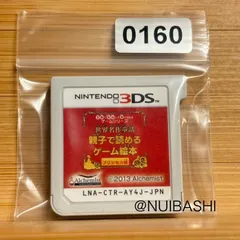 0160
NINTENDO 3DS
世界名作童話
親子で読める
ゲーム絵本
Alchemist
©2013 Alchemist
LNA-CTR-AY4J-JPN
@NUIBASHI